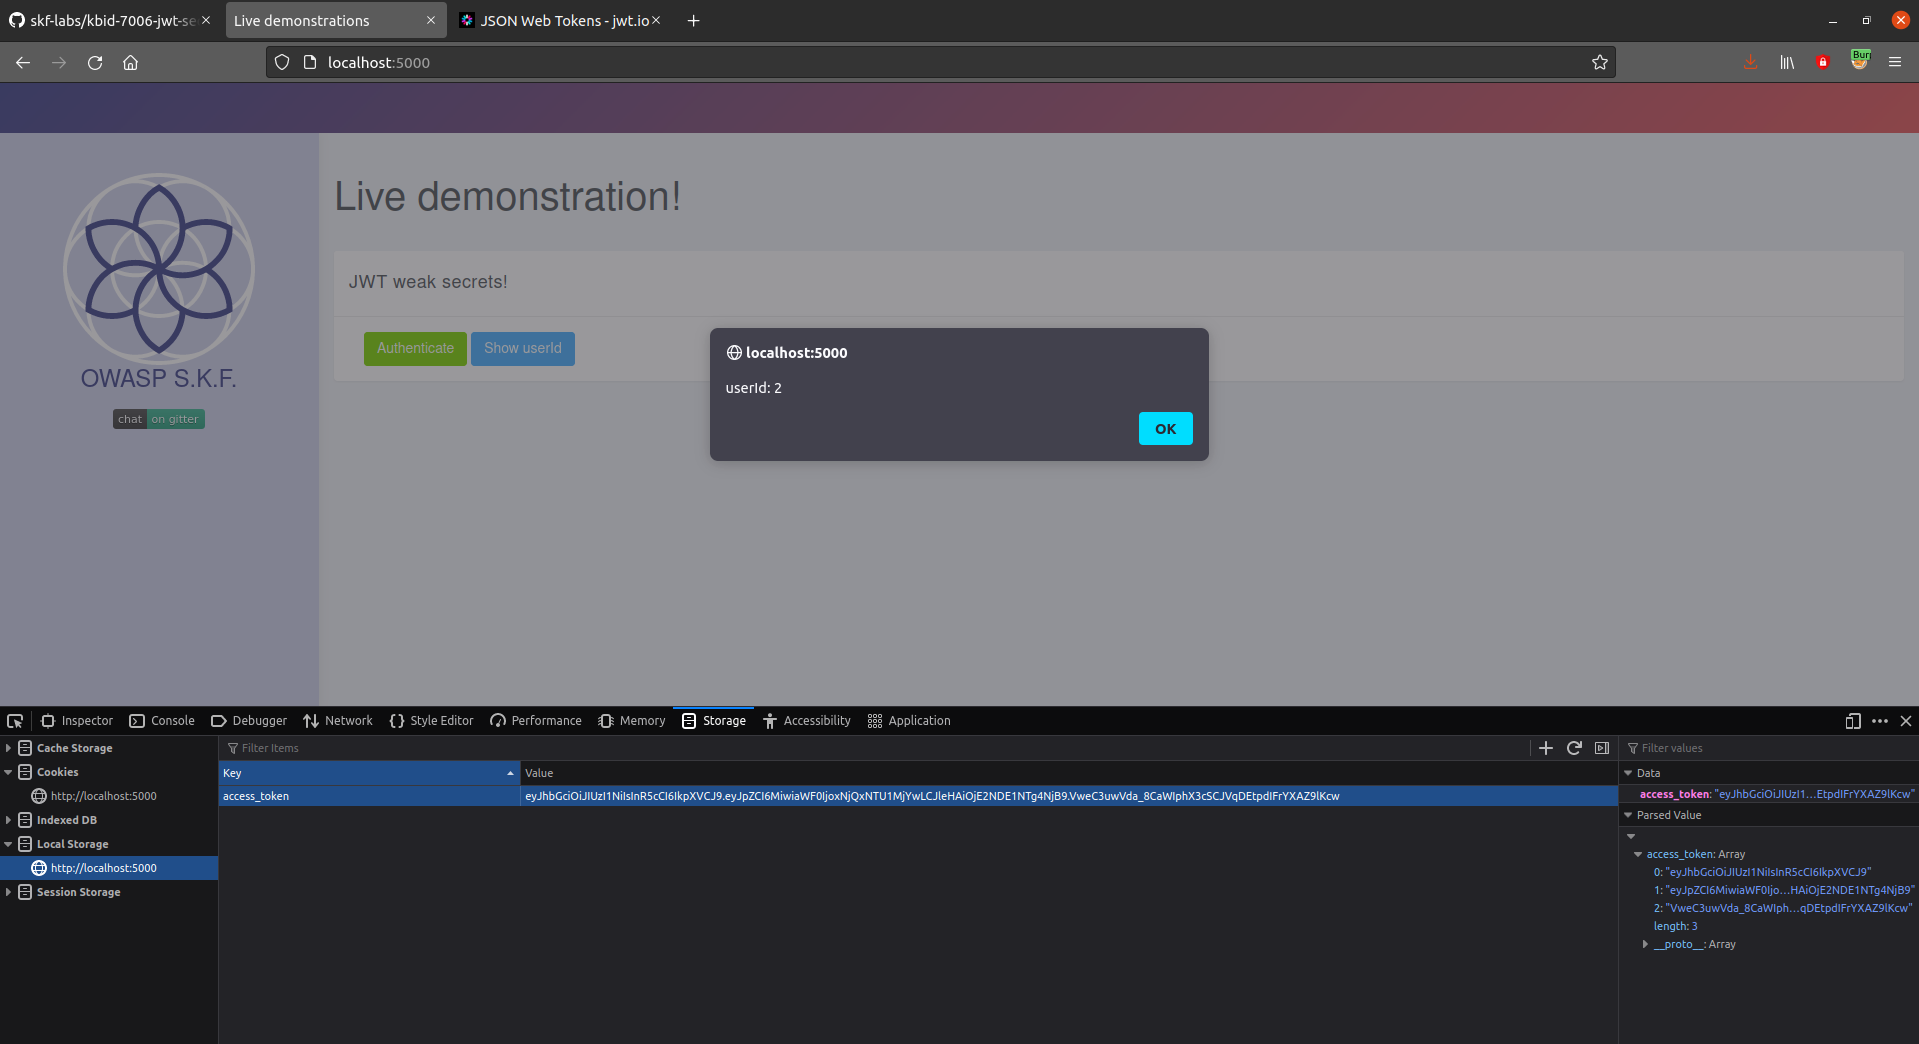 skf-labs/kbid-7006-jwt-se
Live demonstrations
JSON Web Tokens - jwt.io
localhost:5000
Live demonstration!
JWT weak secrets!
Authenticate
Show userId
OWASP S.K.F.
chat on gitter
localhost:5000
userId: 2
OK
Inspector
Console
Debugger
Network
Style Editor
Performance
Memory
Storage
Accessibility
Application
Cache Storage
Cookies
http://localhost:5000
Indexed DB
Local Storage
http://localhost:5000
Session Storage
Filter Items
Key
Value
access_token
eyJhbGciOiJIUzI1NiIsInR5cCI6IkpXVCJ9.eyJpZCI6MiwiaWF0IjoxNjQxNTU1MjYwLCJleHAiOjE2NDE1NTg4NjB9.VweC3uwVda_8CaWIphX3cSCJVqDEtpdIFrYXAZ9lKcw
Filter values
Data
access_token: "eyJhbGciOiJIUzI1…EtpdIFrYXAZ9lKcw"
Parsed Value
access_token: Array
0: "eyJhbGciOiJIUzI1NiIsInR5cCI6IkpXVCJ9"
1: "eyJpZCI6MiwiaWF0Ijo…HAiOjE2NDE1NTg4NjB9"
2: "VweC3uwVda_8CaWIph…qDEtpdIFrYXAZ9lKcw"
length: 3
__proto__: Array